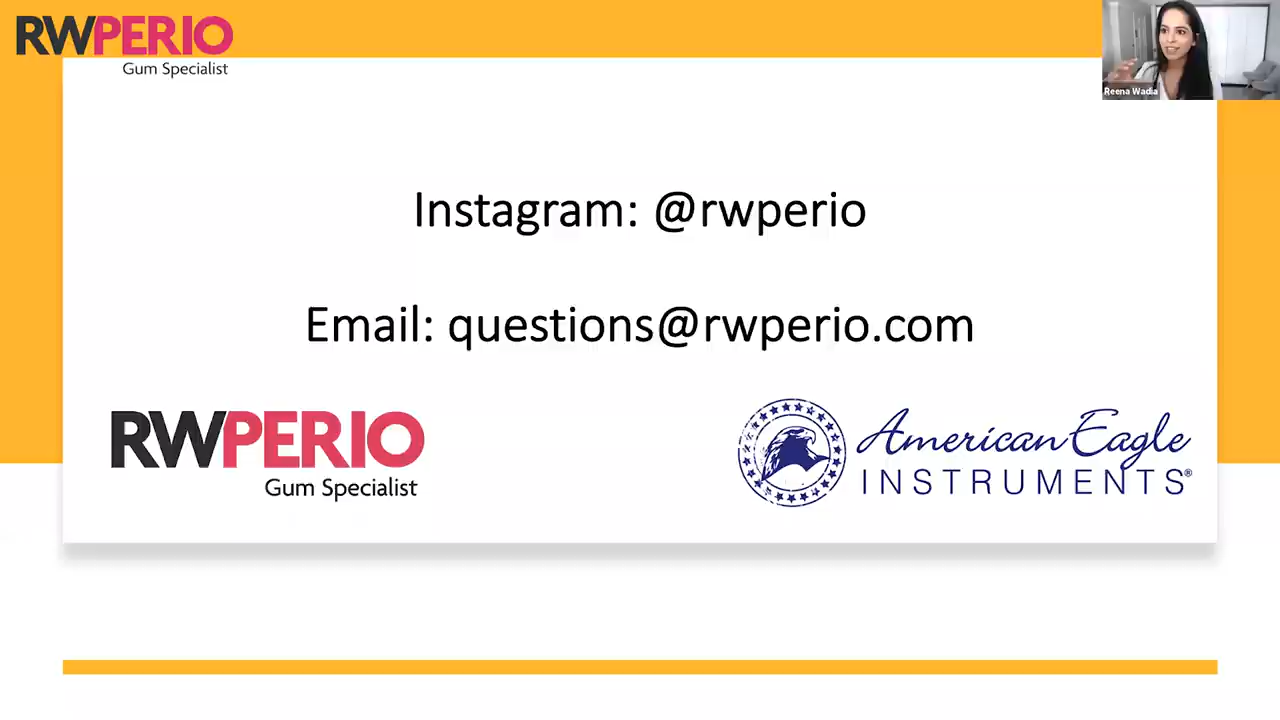 RWPERIO
Gum Specialist
Reena Wadia
Instagram: @rwperio
Email: questions@rwperio.com
RWPERIO
Gum Specialist
American Eagle
INSTRUMENTS®